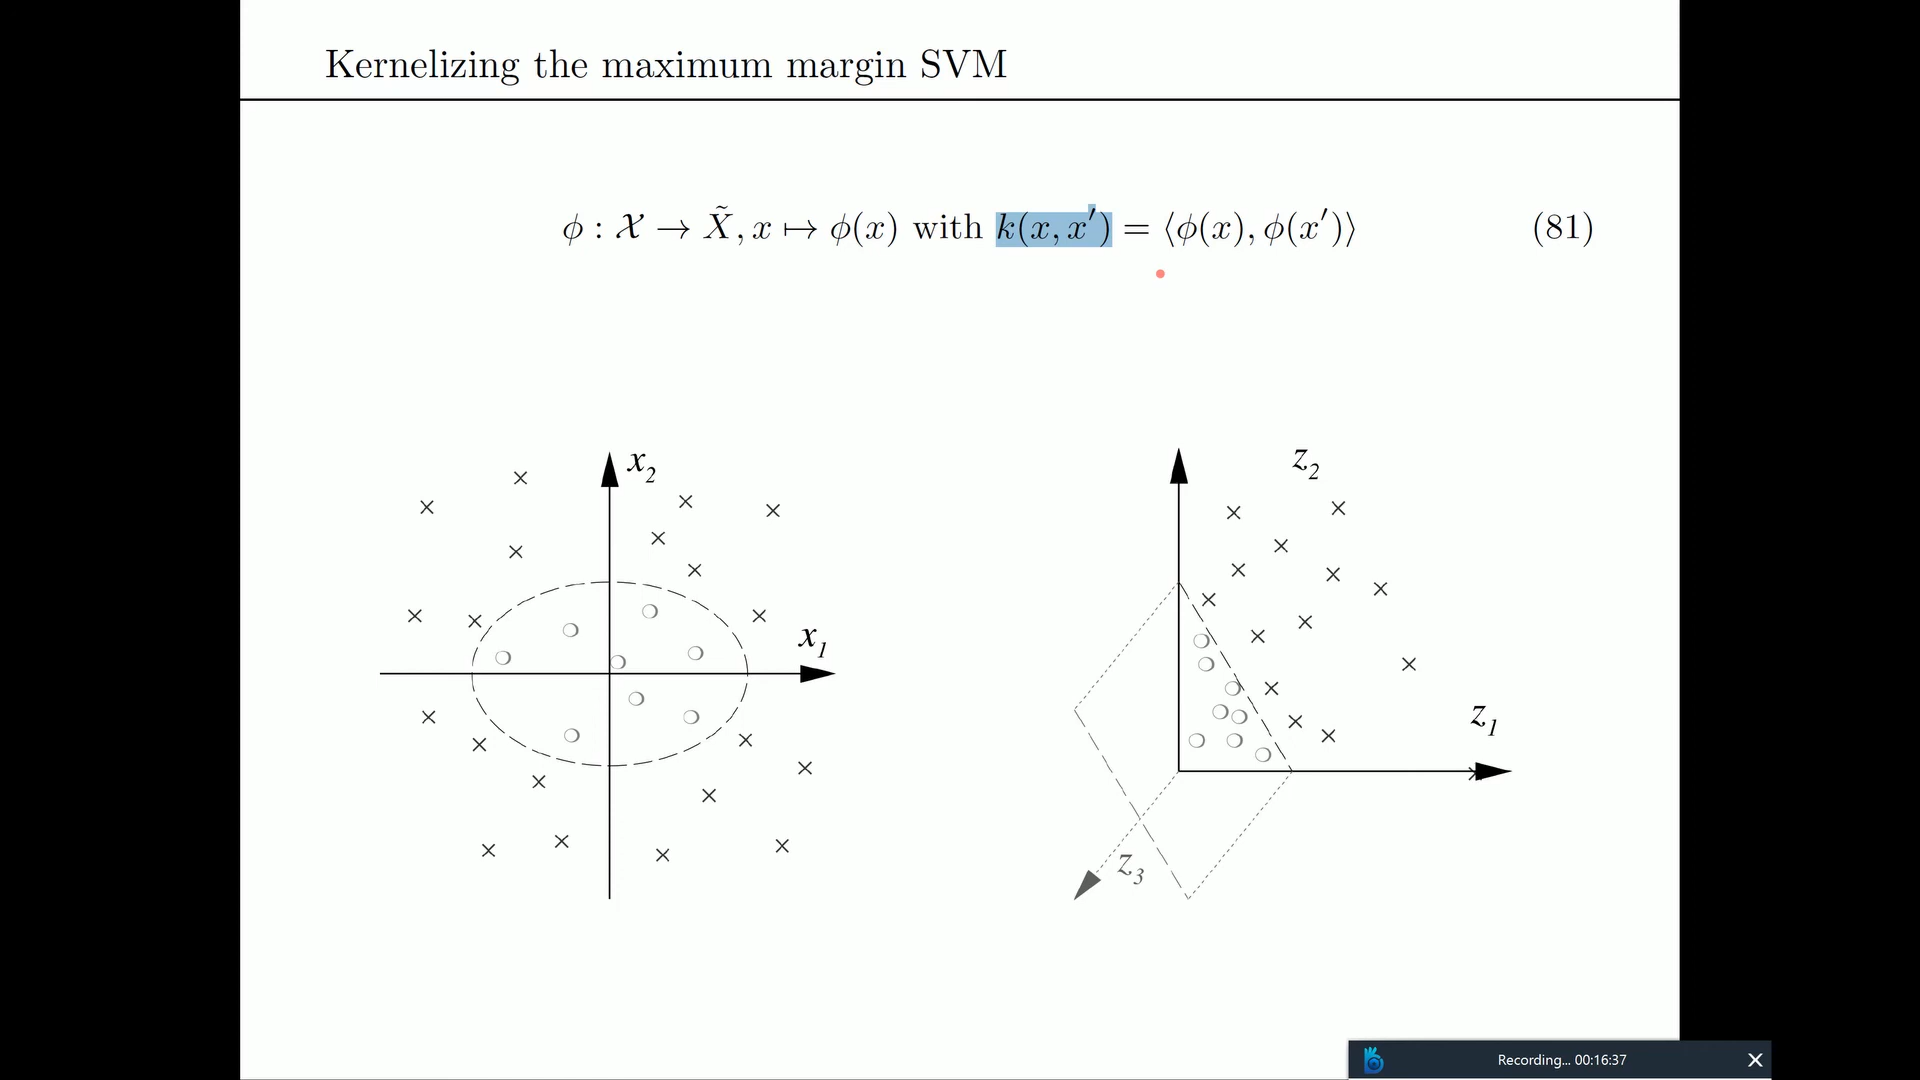 Kernelizing the maximum margin SVM
ϕ : 𝒳 → X̃, x ↦ ϕ(x) with k(x, x′) = ⟨ϕ(x), ϕ(x′)⟩ (81)
x₂
x₁
z₂
z₁
z₃
Recording... 00:16:37